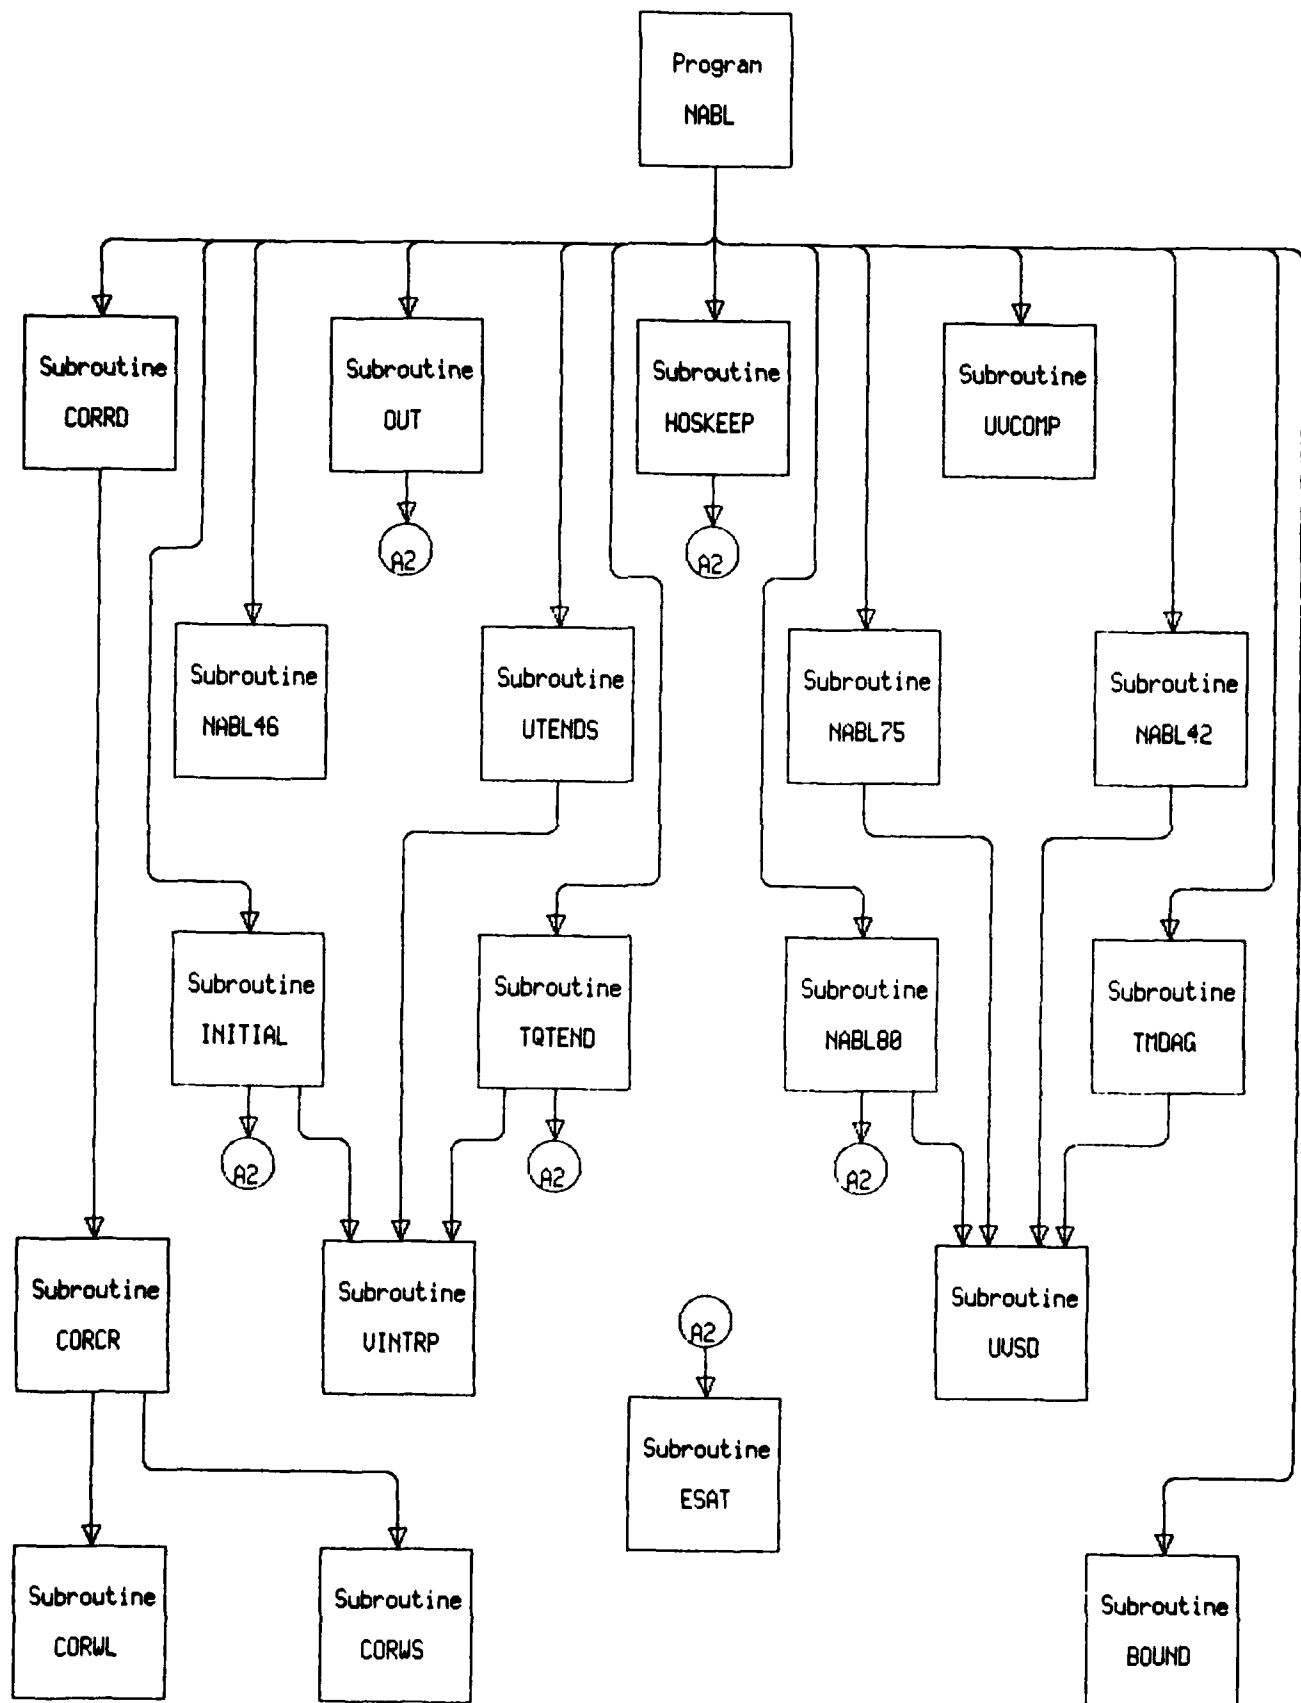 Program
NABL
Subroutine
CORRD
Subroutine
OUT
Subroutine
HOSKEEP
Subroutine
UVCOMP
A2
A2
Subroutine
NABL46
Subroutine
UTENDS
Subroutine
NABL75
Subroutine
NABL42
Subroutine
INITIAL
Subroutine
TQTEND
Subroutine
NABL80
Subroutine
TMDAG
A2
A2
A2
Subroutine
CORCR
Subroutine
VINTRP
A2
Subroutine
UVSD
Subroutine
ESAT
Subroutine
CORWL
Subroutine
CORWS
Subroutine
BOUND